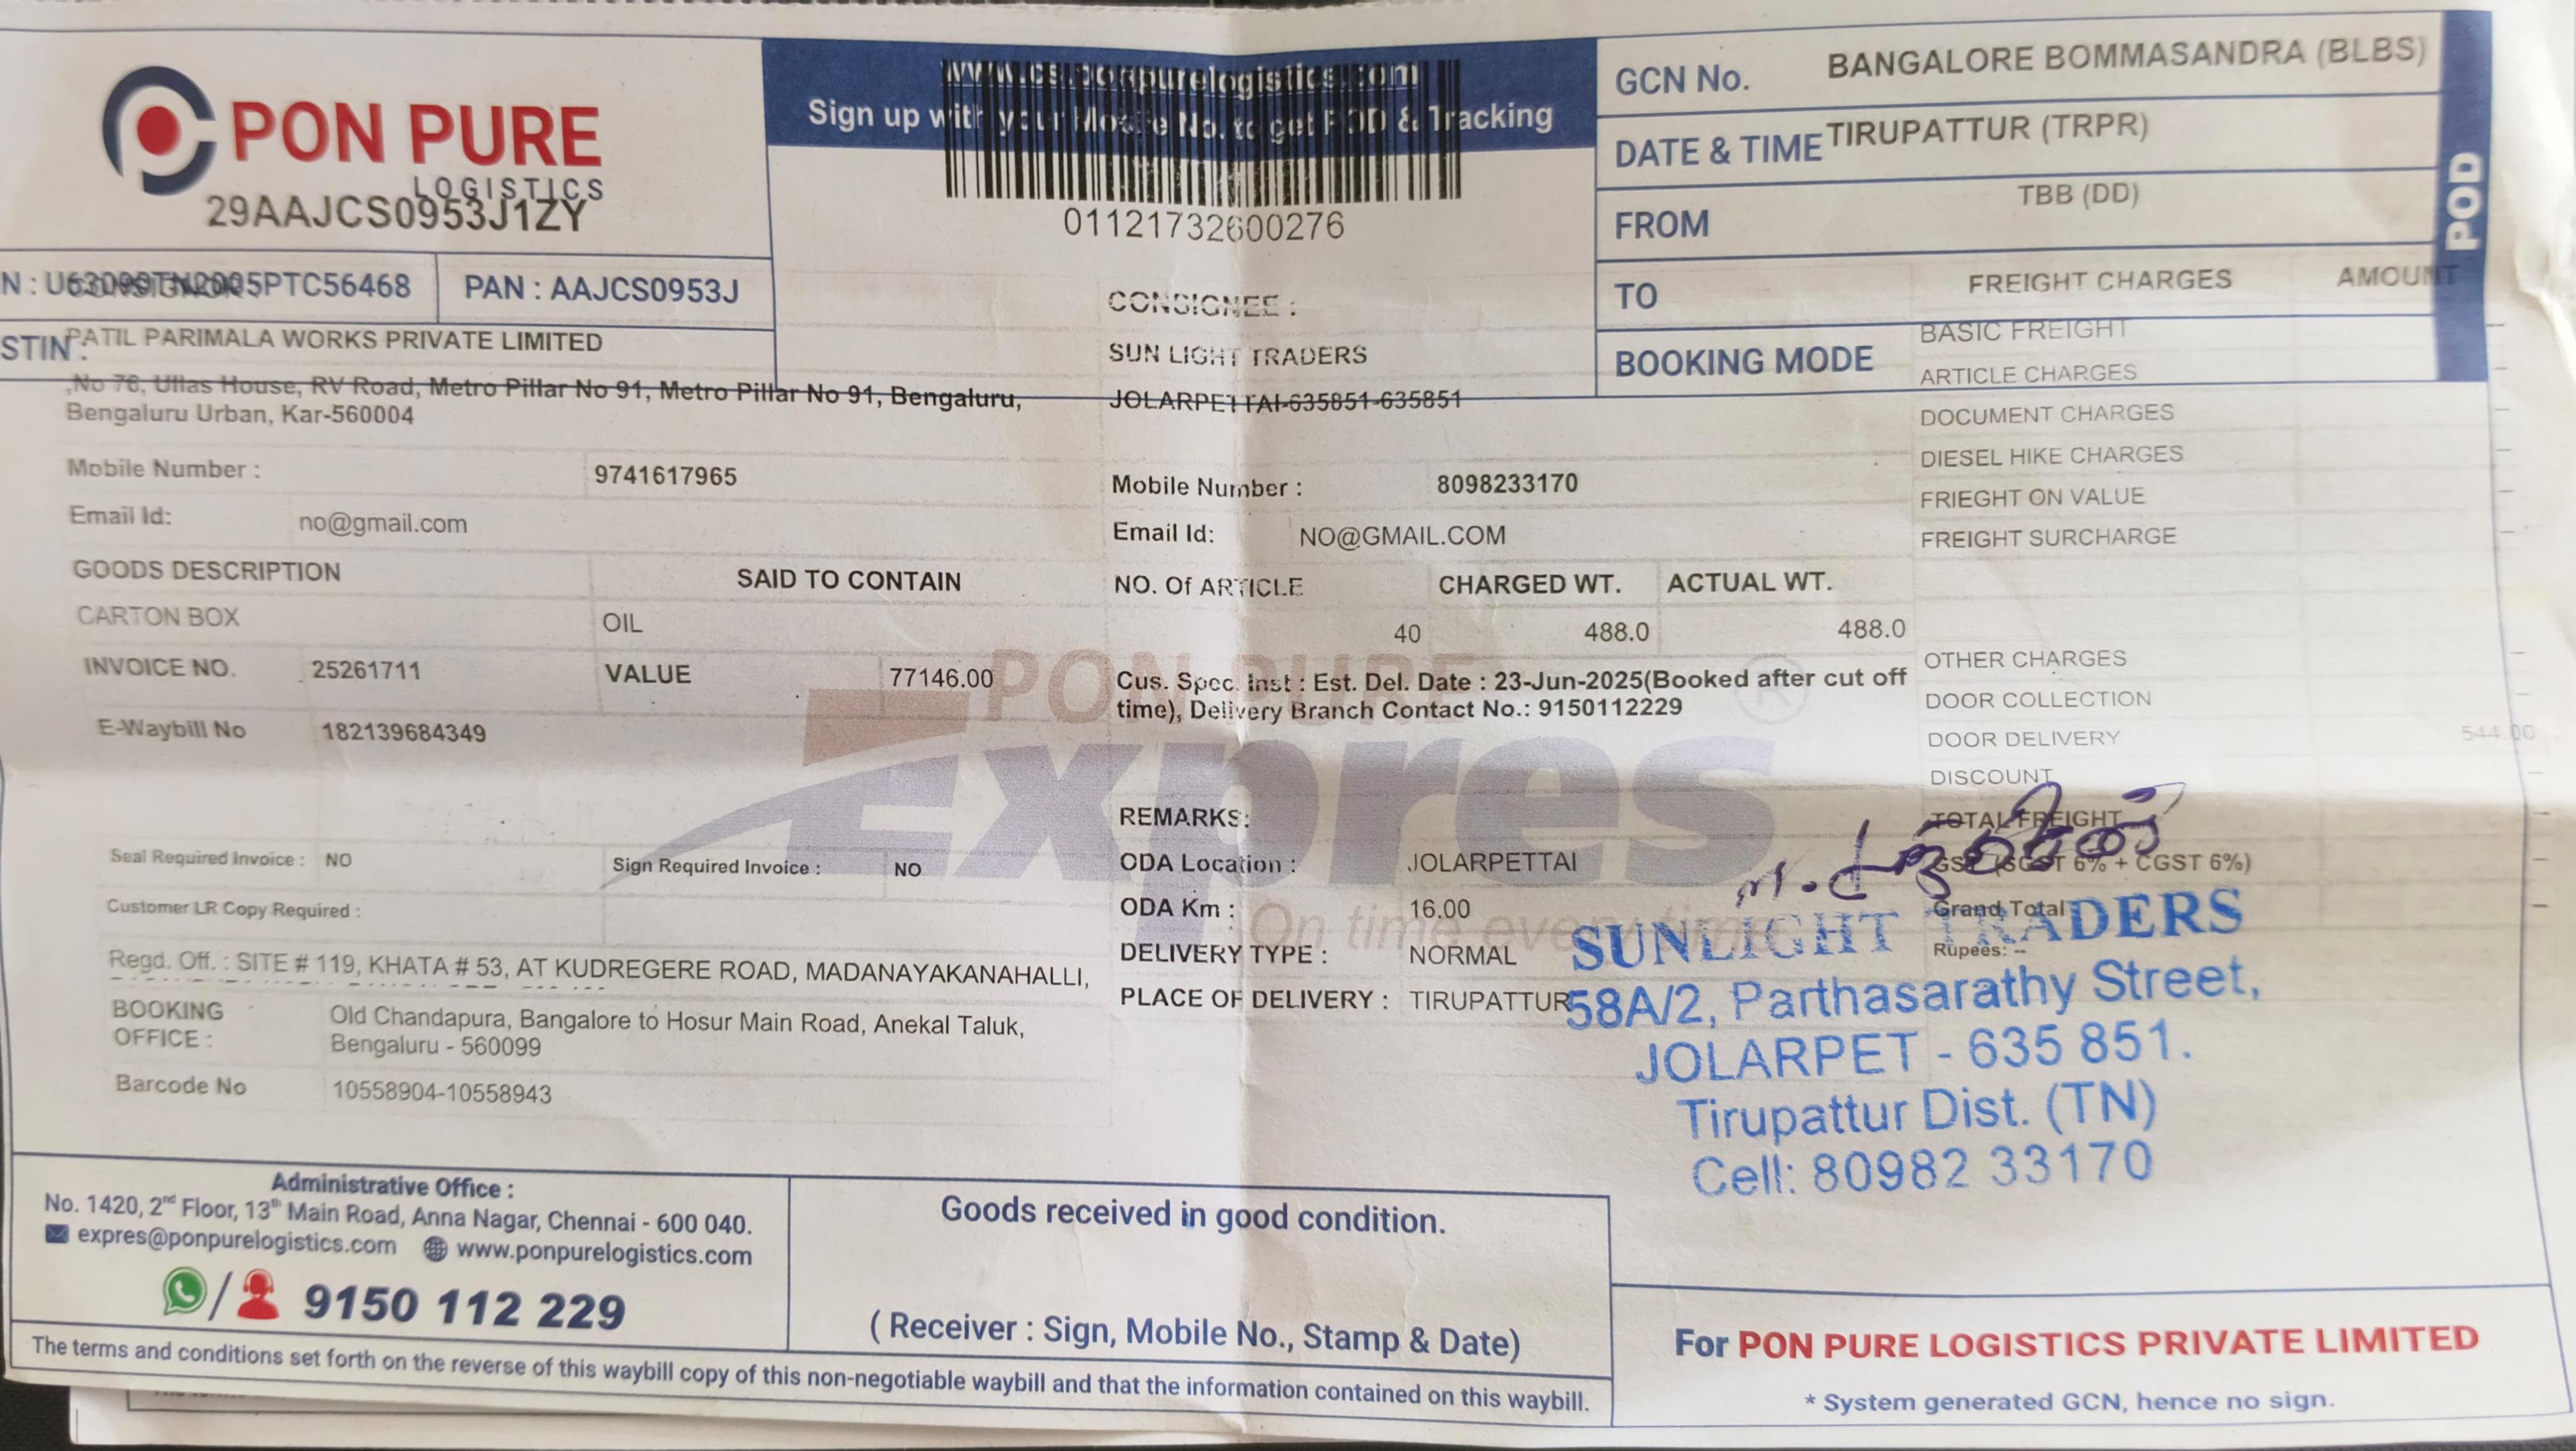 PON PURE
LOGISTICS
29AAJCS0953J1ZY
PAN : AAJCS0953J
PATIL PARIMALA WORKS PRIVATE LIMITED
STIN :
,No 76, Ullas House, RV Road, Metro Pillar No 91, Metro Pillar No 91, Bengaluru,
Bengaluru Urban, Kar-560004
Mobile Number : 9741617965
Email Id: no@gmail.com
www.cs.ponpurelogistics.com
Sign up with your Mobile No. to get POD & Tracking
01121732600276
CONSIGNEE :
SUN LIGHT TRADERS
JOLARPETTAI-635851-635851
Mobile Number : 8098233170
Email Id: NO@GMAIL.COM
GCN No. BANGALORE BOMMASANDRA (BLBS)
DATE & TIME TIRUPATTUR (TRPR)
FROM TBB (DD)
TO
BOOKING MODE
POD
FREIGHT CHARGES AMOUNT
BASIC FREIGHT
ARTICLE CHARGES
DOCUMENT CHARGES
DIESEL HIKE CHARGES
FRIEGHT ON VALUE
FREIGHT SURCHARGE
OTHER CHARGES
DOOR COLLECTION
DOOR DELIVERY 544.00
DISCOUNT
TOTAL FREIGHT
GST (SGST 6% + CGST 6%)
Grand Total
Rupees: --
GOODS DESCRIPTION SAID TO CONTAIN NO. Of ARTICLE CHARGED WT. ACTUAL WT.
CARTON BOX OIL 40 488.0 488.0
INVOICE NO. 25261711 VALUE 77146.00
Cus. Spec. Inst : Est. Del. Date : 23-Jun-2025(Booked after cut off
time), Delivery Branch Contact No.: 9150112229
E-Waybill No 182139684349
PON PURE
Expres
On time every time
Seal Required Invoice : NO Sign Required Invoice : NO
Customer LR Copy Required :
REMARKS:
ODA Location : JOLARPETTAI
ODA Km : 16.00
DELIVERY TYPE : NORMAL
PLACE OF DELIVERY : TIRUPATTUR
Regd. Off. : SITE # 119, KHATA # 53, AT KUDREGERE ROAD, MADANAYAKANAHALLI,
BOOKING OFFICE : Old Chandapura, Bangalore to Hosur Main Road, Anekal Taluk,
Bengaluru - 560099
Barcode No 10558904-10558943
SUNLIGHT TRADERS
58A/2, Parthasarathy Street,
JOLARPET - 635 851.
Tirupattur Dist. (TN)
Cell: 80982 33170
Administrative Office :
No. 1420, 2nd Floor, 13th Main Road, Anna Nagar, Chennai - 600 040.
expres@ponpurelogistics.com www.ponpurelogistics.com
9150 112 229
Goods received in good condition.
( Receiver : Sign, Mobile No., Stamp & Date)
For PON PURE LOGISTICS PRIVATE LIMITED
* System generated GCN, hence no sign.
The terms and conditions set forth on the reverse of this waybill copy of this non-negotiable waybill and that the information contained on this waybill.